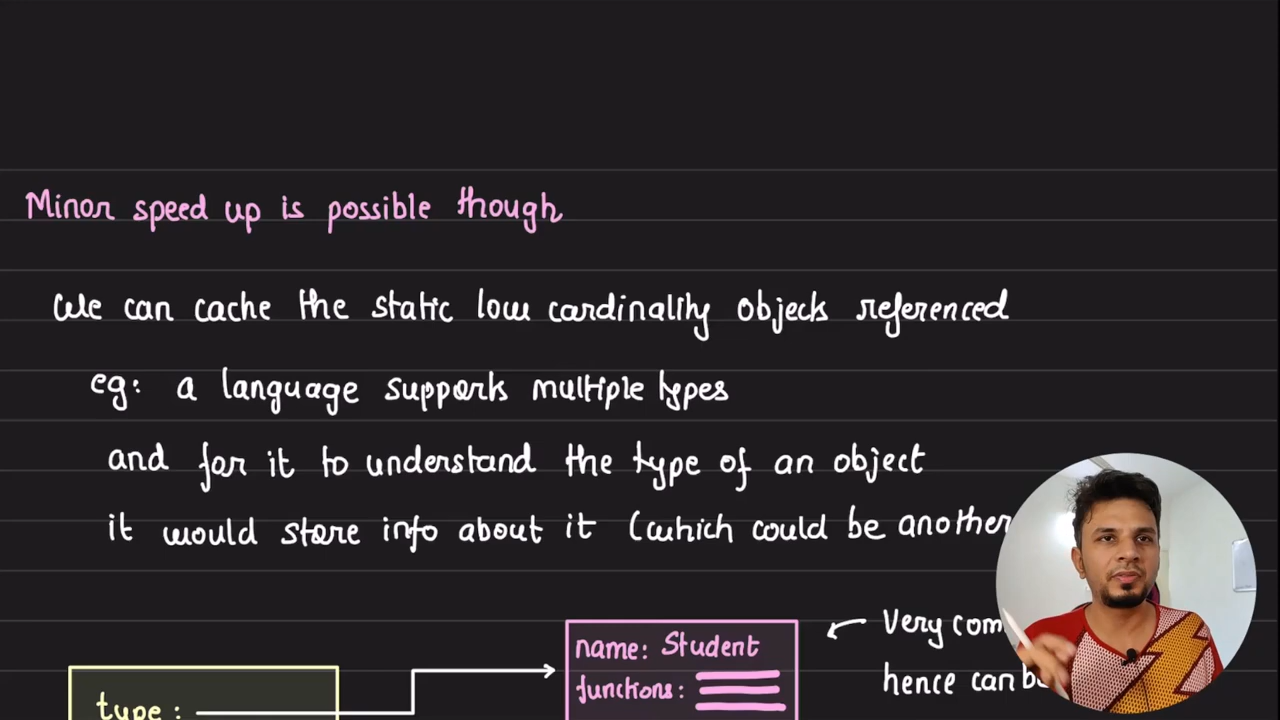 Minor speed up is possible though
We can cache the static low cardinality objects referenced
eg: a language supports multiple types
and for it to understand the type of an object
it would store info about it (which could be another
name: Student
Very
functions:
hence can
type: